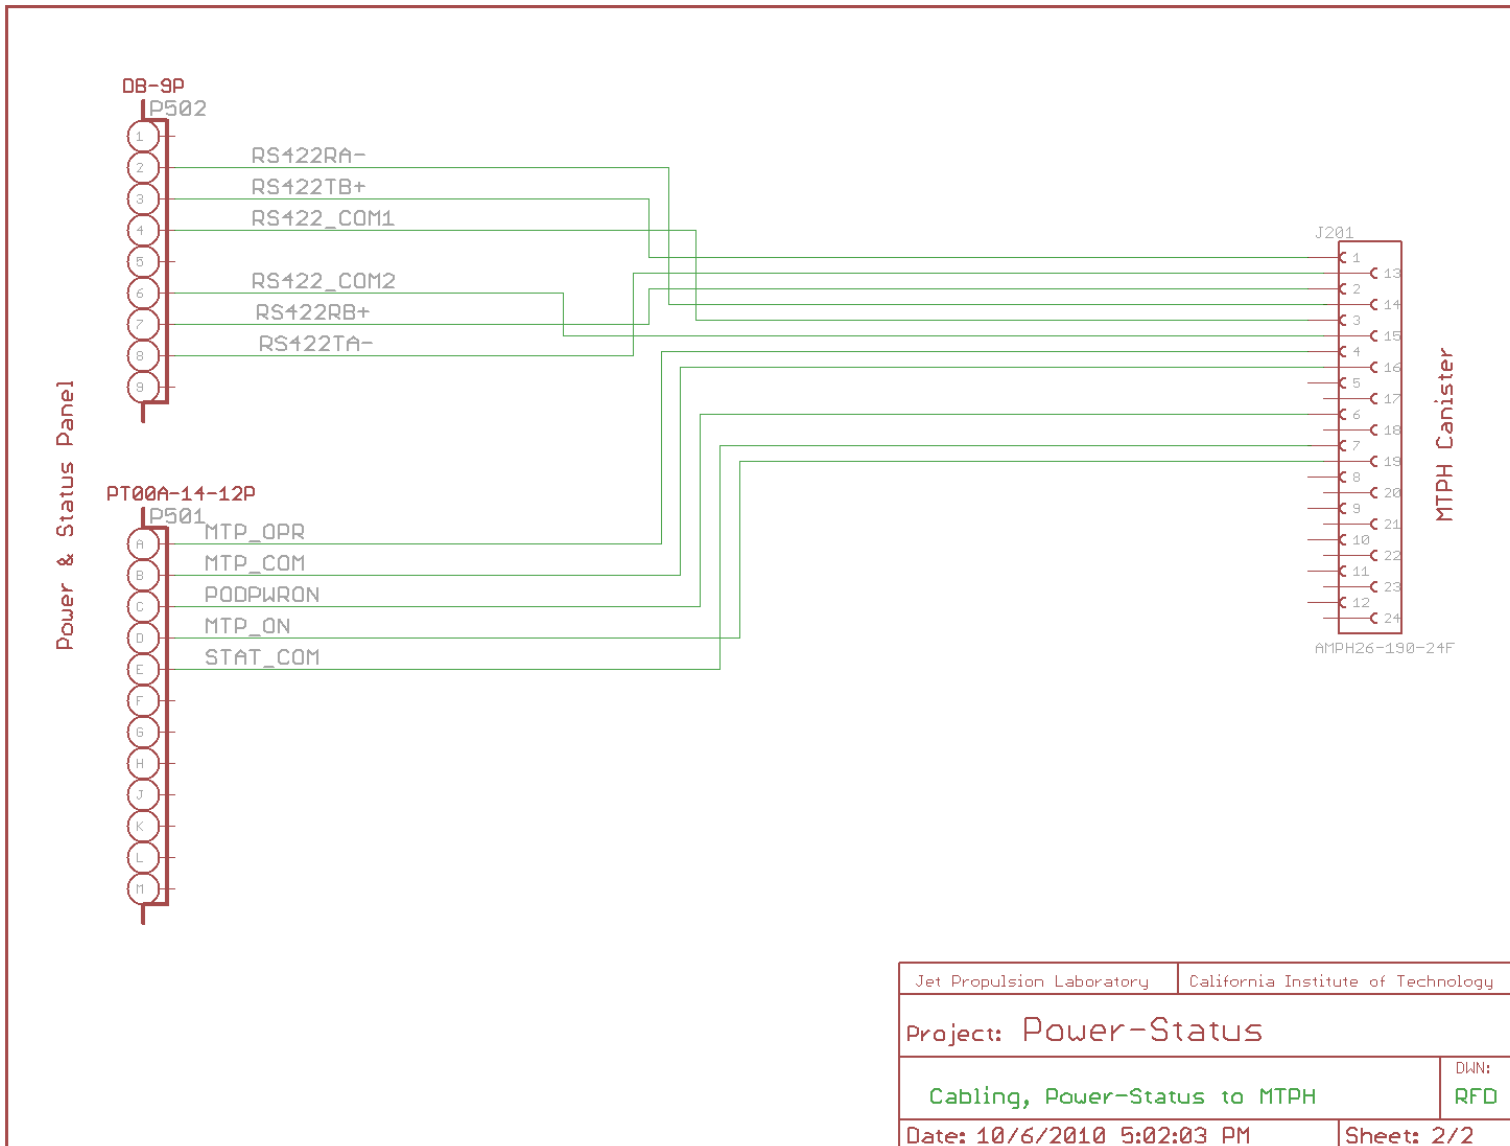 DB-9P
P502
1
2
3
4
5
6
7
8
9
RS422RA-
RS422TB+
RS422_COM1
RS422_COM2
RS422RB+
RS422TA-
Power & Status Panel
PT00A-14-12P
P501
A
B
C
D
E
F
G
H
J
K
L
M
MTP_OPR
MTP_COM
PODPWRON
MTP_ON
STAT_COM
J201
1
13
2
14
3
15
4
16
5
17
6
18
7
19
8
20
9
21
10
22
11
23
12
24
AMPH26-190-24F
MTPH Canister
Jet Propulsion Laboratory
California Institute of Technology
Project: Power-Status
Cabling, Power-Status to MTPH
DWN:
RFD
Date: 10/6/2010 5:02:03 PM
Sheet: 2/2